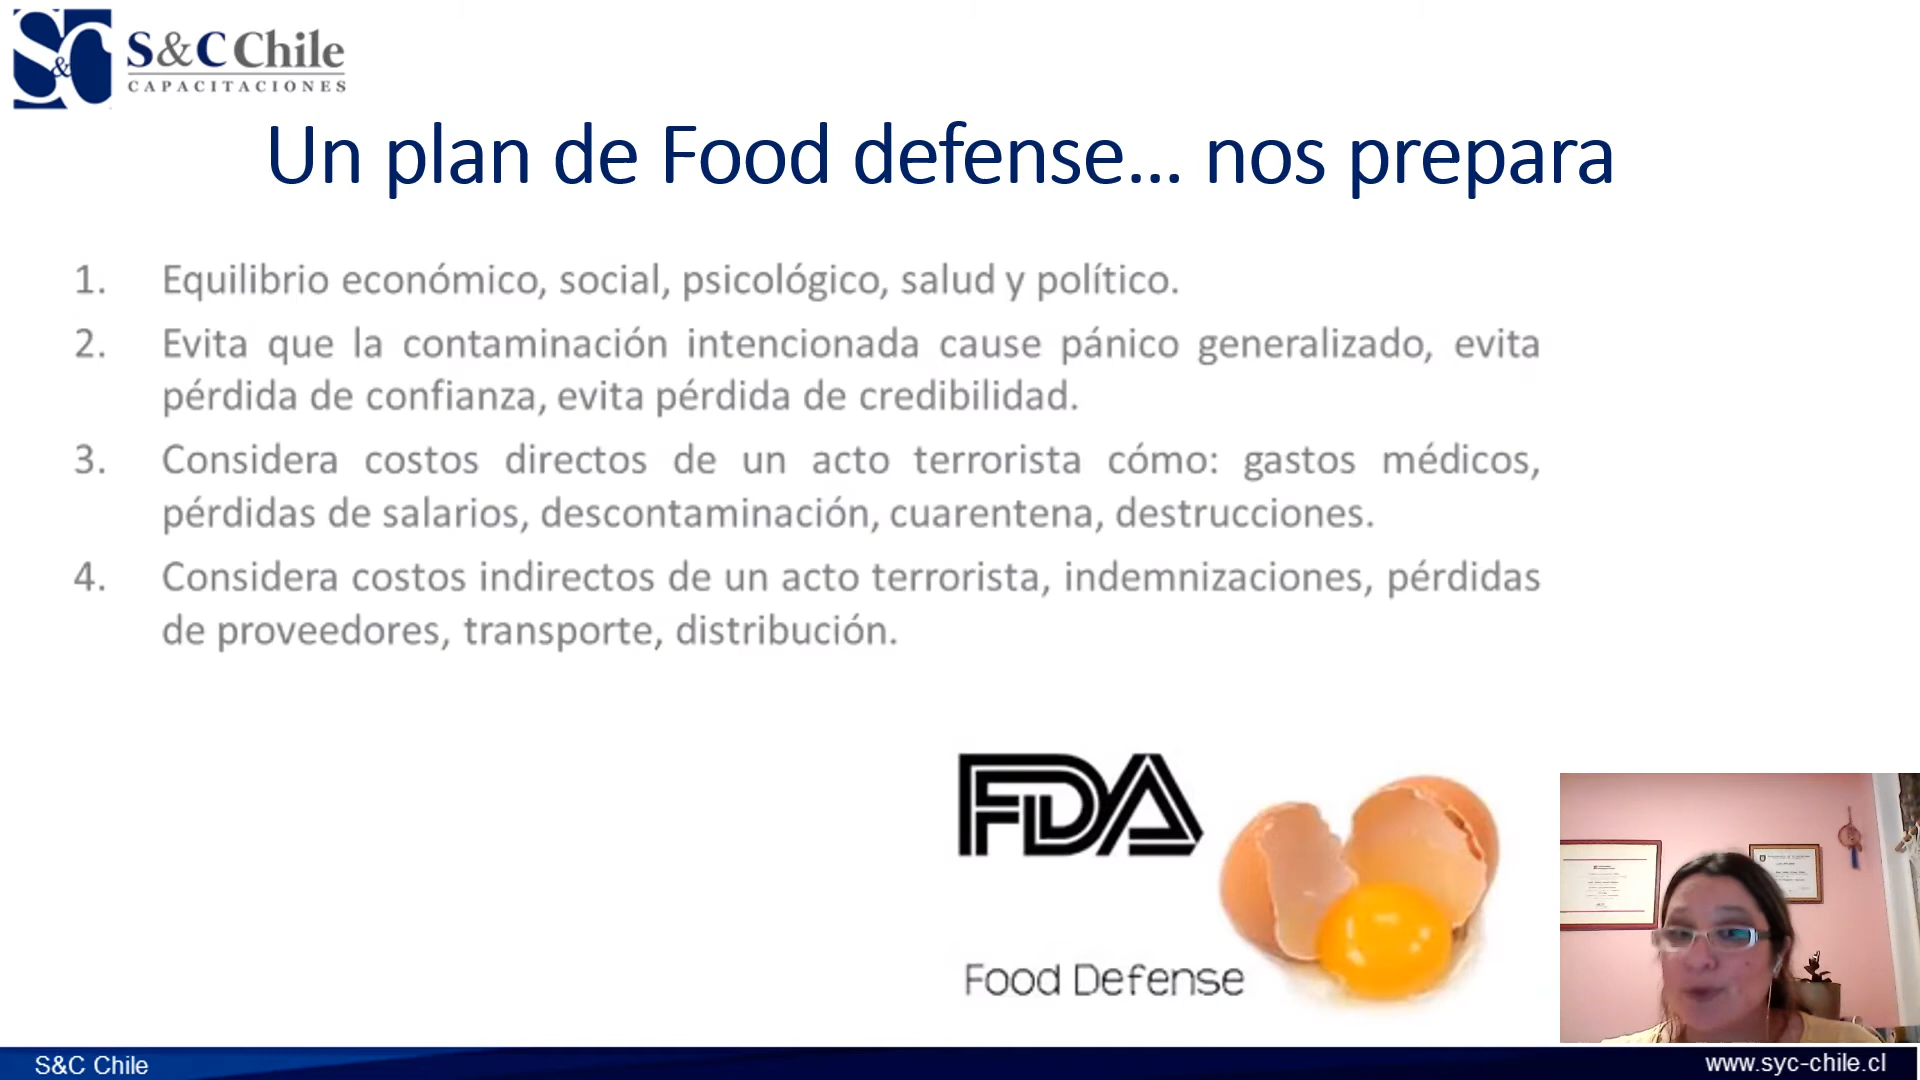 S&C
S&C Chile
CAPACITACIONES
Un plan de Food defense... nos prepara
1. Equilibrio económico, social, psicológico, salud y político.
2. Evita que la contaminación intencionada cause pánico generalizado, evita
pérdida de confianza, evita pérdida de credibilidad.
3. Considera costos directos de un acto terrorista cómo: gastos médicos,
pérdidas de salarios, descontaminación, cuarentena, destrucciones.
4. Considera costos indirectos de un acto terrorista, indemnizaciones, pérdidas
de proveedores, transporte, distribución.
FDA
Food Defense
S&C Chile
www.syc-chile.cl